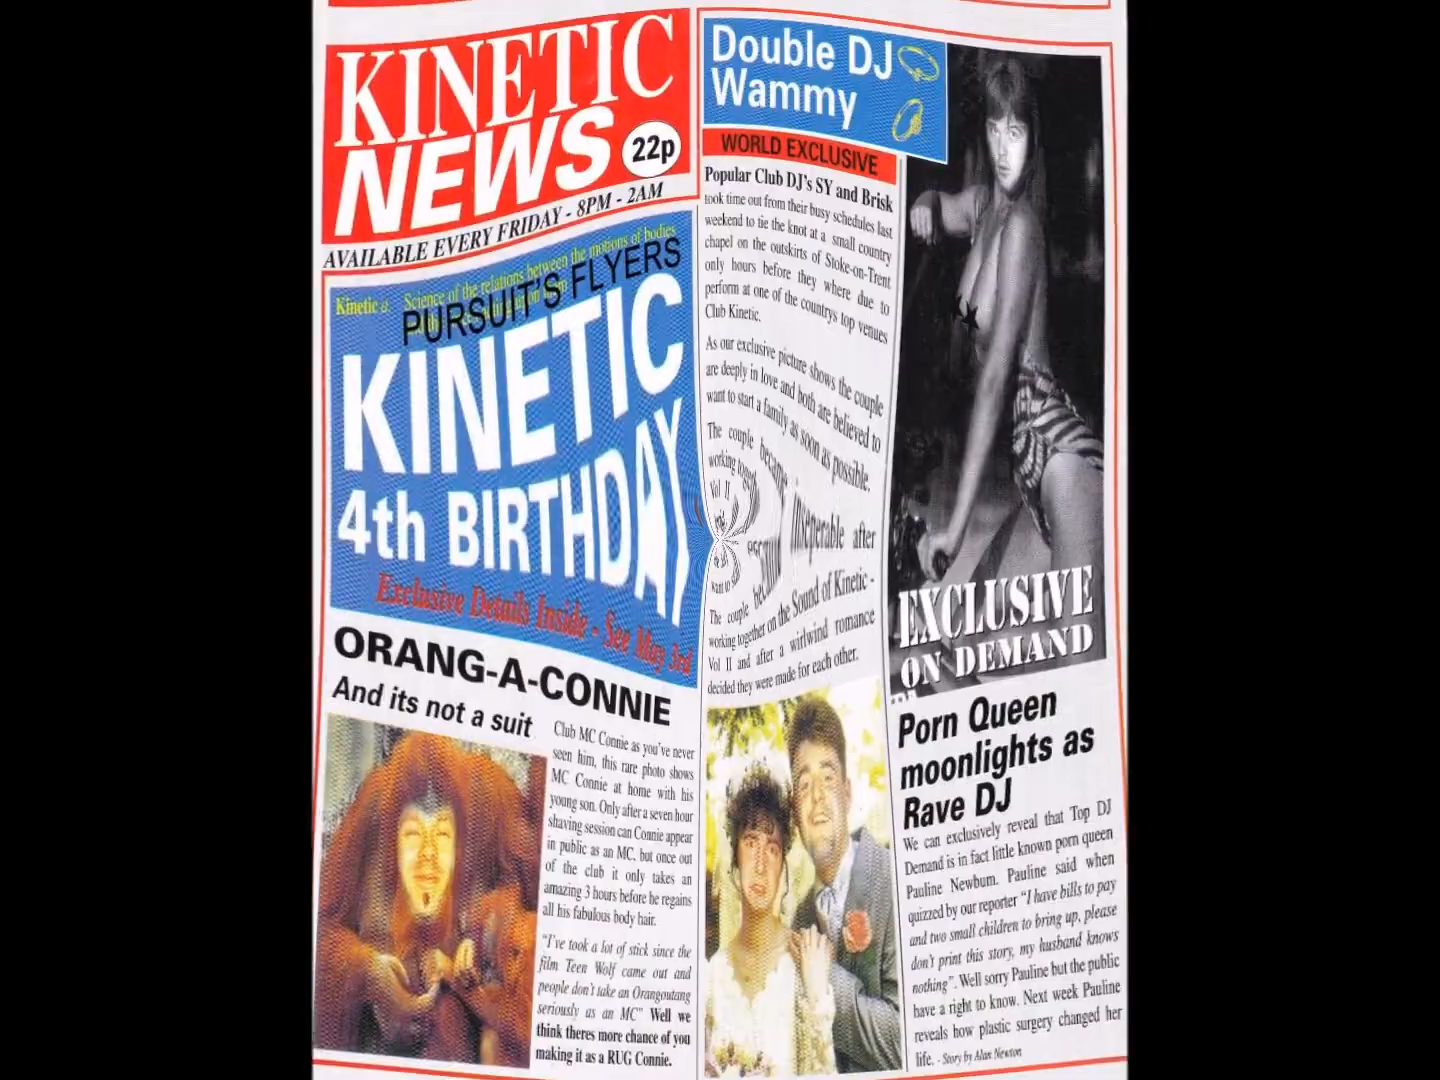 KINETIC
NEWS
22p
AVAILABLE EVERY FRIDAY - 8PM - 2AM
Kinetic a. Science of the relations between the motions of bodies
PURSUIT'S FLYERS
KINETIC
4th BIRTHDAY
Exclusive Details Inside - See May 3rd
ORANG-A-CONNIE
And its not a suit
Club MC Connie as you've never
seen him, this rare photo shows
MC Connie at home with his
young son. Only after a seven hour
shaving session can Connie appear
in public as an MC, but once out
of the club it only takes an
amazing 3 hours before he regains
all his fabulous body hair.
"I've took a lot of stick since the
film Teen Wolf came out and
people don't take an Orangoutang
seriously as an MC" Well we
think theres more chance of you
making it as a RUG Connie.
Double DJ
Wammy
WORLD EXCLUSIVE
Popular Club DJ's SY and Brisk
took time out from their busy schedules last
weekend to tie the knot at a small country
chapel on the outskirts of Stoke-on-Trent
only hours before they where due to
perform at one of the countrys top venues
Club Kinetic.
As our exclusive picture shows the couple
are deeply in love and both are believed to
want to start a family as soon as possible.
The couple became inseperable after
working toget
Vol II
want to
The couple bec
working together on the Sound of Kinetic -
Vol II and after a wirlwind romance
decided they were made for each other.
EXCLUSIVE
ON DEMAND
Porn Queen
moonlights as
Rave DJ
We can exclusively reveal that Top DJ
Demand is in fact little known porn queen
Pauline Newbum. Pauline said when
quizzed by our reporter "I have bills to pay
and two small children to bring up, please
don't print this story, my husband knows
nothing". Well sorry Pauline but the public
have a right to know. Next week Pauline
reveals how plastic surgery changed her
life. - Story by Alan Newton